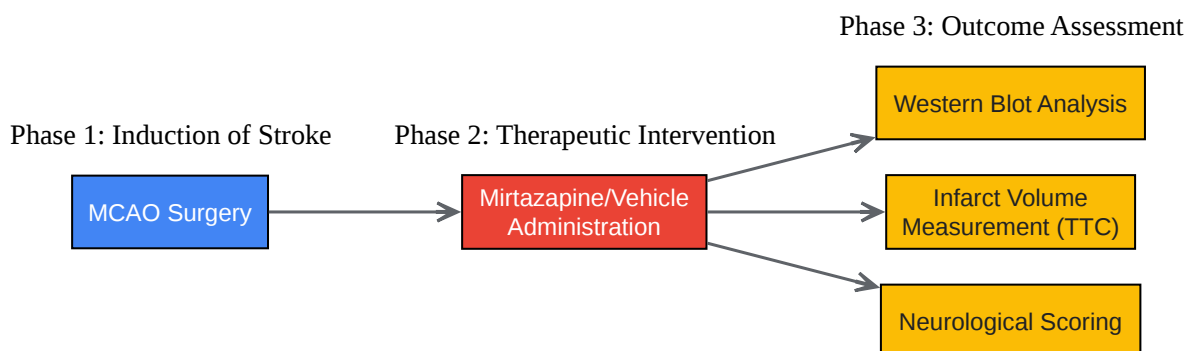 Phase 3: Outcome Assessment
Western Blot Analysis
Phase 1: Induction of Stroke
Phase 2: Therapeutic Intervention
MCAO Surgery
Mirtazapine/Vehicle
Administration
Infarct Volume
Measurement (TTC)
Neurological Scoring